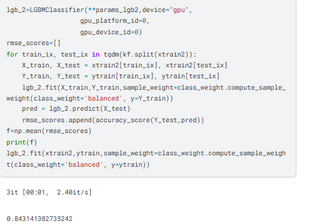 lgb_2=LGBMClassifier(**params_lgb2,device="gpu",
gpu_platform_id=0,
gpu_device_id=0)
rmse_scores=[]
for train_ix, test_ix in tqdm(kf.split(xtrain2)):
X_train, X_test = xtrain2[train_ix], xtrain2[test_ix]
Y_train, Y_test = ytrain[train_ix], ytrain[test_ix]
lgb_2.fit(X_train,Y_train,sample_weight=class_weight.compute_sample_
weight(class_weight='balanced', y=Y_train))
pred = lgb_2.predict(X_test)
rmse_scores.append(accuracy_score(Y_test,pred))
f=np.mean(rmse_scores)
print(f)
lgb_2.fit(xtrain2,ytrain,sample_weight=class_weight.compute_sample_weigh
t(class_weight='balanced', y=ytrain))
3it [00:01, 2.40it/s]
0.843141382735242